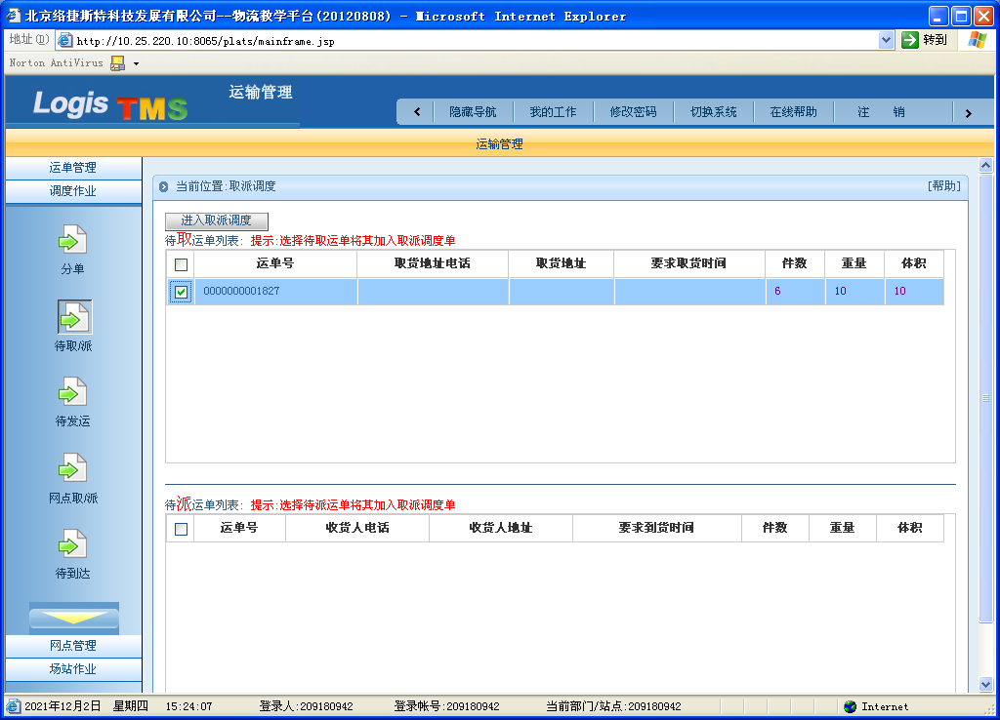 北京络捷斯特科技发展有限公司--物流教学平台(20120808) - Microsoft Internet Explorer
地址(D) http://10.25.220.10:8065/plats/mainframe.jsp 转到
Norton AntiVirus
Logis TMS 运输管理
隐藏导航 我的工作 修改密码 切换系统 在线帮助 注 销
运输管理
运单管理
调度作业
分单
待取/派
待发运
网点取/派
待到达
网点管理
场站作业
当前位置:取派调度 [帮助]
进入取派调度
待取运单列表: 提示:选择待取运单将其加入取派调度单
运单号 取货地址电话 取货地址 要求取货时间 件数 重量 体积
0000000001827 6 10 10
待派运单列表: 提示:选择待派运单将其加入取派调度单
运单号 收货人电话 收货人地址 要求到货时间 件数 重量 体积
2021年12月2日 星期四 15:24:07 登录人:209180942 登录帐号:209180942 当前部门/站点:209180942 Internet